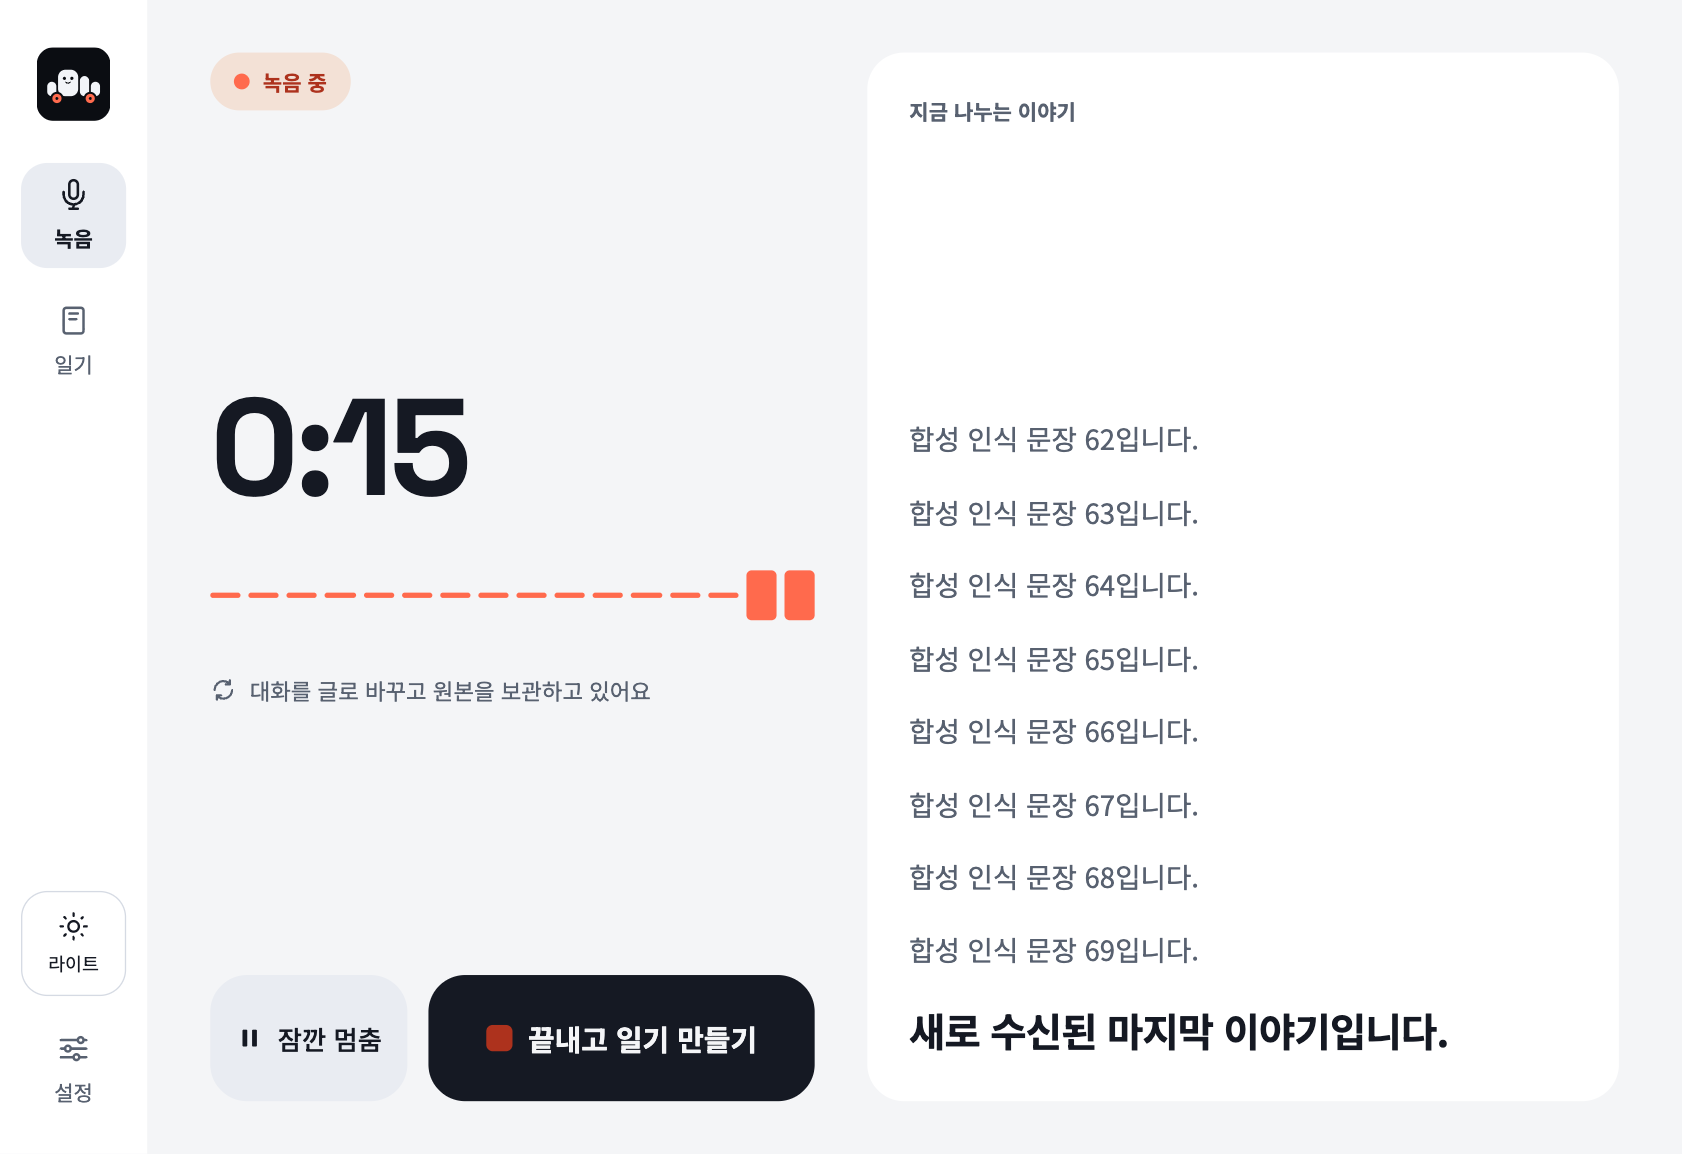 녹음
일기
라이트
설정
녹음 중
0:15
대화를 글로 바꾸고 원본을 보관하고 있어요
잠깐 멈춤
끝내고 일기 만들기
지금 나누는 이야기
합성 인식 문장 62입니다.
합성 인식 문장 63입니다.
합성 인식 문장 64입니다.
합성 인식 문장 65입니다.
합성 인식 문장 66입니다.
합성 인식 문장 67입니다.
합성 인식 문장 68입니다.
합성 인식 문장 69입니다.
새로 수신된 마지막 이야기입니다.